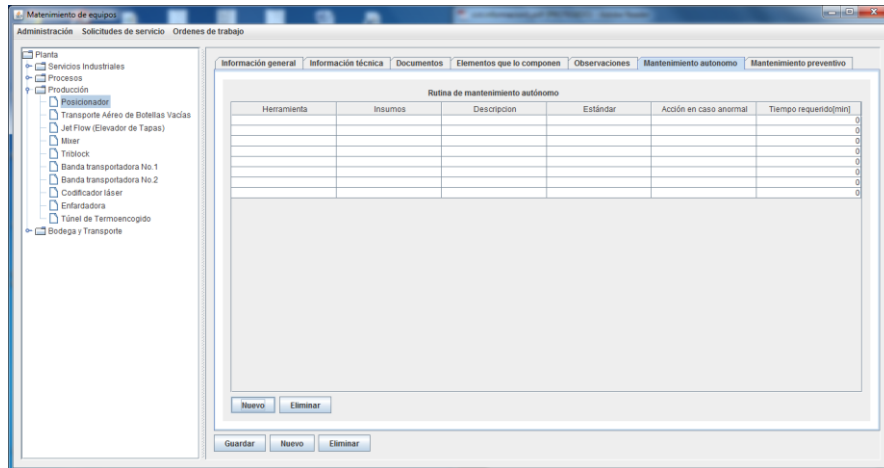 Matenimiento de equipos
Administración Solicitudes de servicio Ordenes de trabajo
Planta
Servicios Industriales
Procesos
Producción
Posicionador
Transporte Aéreo de Botellas Vacías
Jet Flow (Elevador de Tapas)
Mixer
Triblock
Banda transportadora No.1
Banda transportadora No.2
Codificador láser
Enfardadora
Túnel de Termoencogido
Bodega y Transporte
Información general Información técnica Documentos Elementos que lo componen Observaciones Mantenimiento autonomo Mantenimiento preventivo
Rutina de mantenimiento autónomo
Herramienta Insumos Descripcion Estándar Acción en caso anormal Tiempo requerido[min]
0
0
0
0
0
0
0
0
Nuevo Eliminar
Guardar Nuevo Eliminar